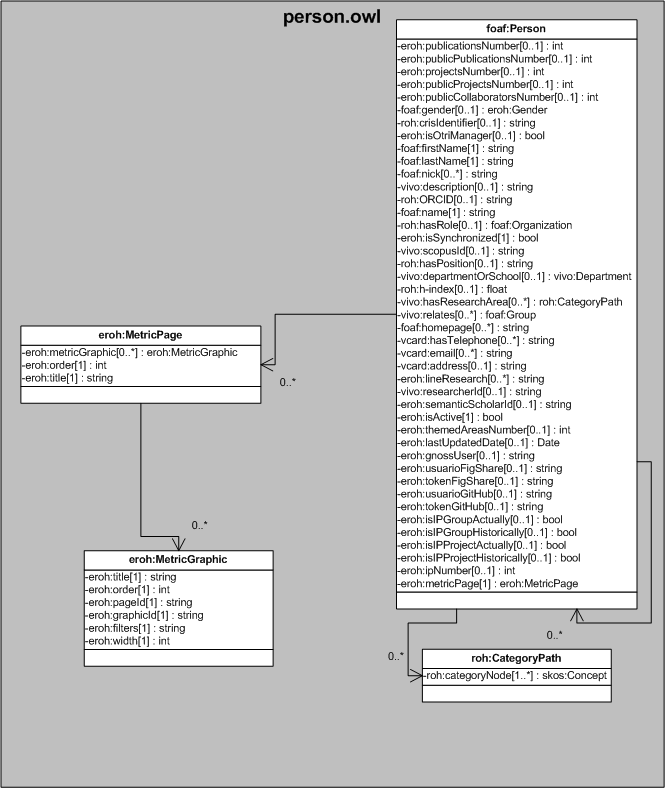 person.owl
foaf:Person
-eroh:publicationsNumber[0..1] : int
-eroh:publicPublicationsNumber[0..1] : int
-eroh:projectsNumber[0..1] : int
-eroh:publicProjectsNumber[0..1] : int
-eroh:publicCollaboratorsNumber[0..1] : int
-foaf:gender[0..1] : eroh:Gender
-roh:crisIdentifier[0..1] : string
-eroh:isOtriManager[0..1] : bool
-foaf:firstName[1] : string
-foaf:lastName[1] : string
-foaf:nick[0..*] : string
-vivo:description[0..1] : string
-roh:ORCID[0..1] : string
-foaf:name[1] : string
-roh:hasRole[0..1] : foaf:Organization
-eroh:isSynchronized[1] : bool
-vivo:scopusId[0..1] : string
-roh:hasPosition[0..1] : string
-vivo:departmentOrSchool[0..1] : vivo:Department
-roh:h-index[0..1] : float
-vivo:hasResearchArea[0..*] : roh:CategoryPath
-vivo:relates[0..*] : foaf:Group
-foaf:homepage[0..*] : string
-vcard:hasTelephone[0..*] : string
-vcard:email[0..*] : string
-vcard:address[0..1] : string
-eroh:lineResearch[0..*] : string
-vivo:researcherId[0..1] : string
-eroh:semanticScholarId[0..1] : string
-eroh:isActive[1] : bool
-eroh:themedAreasNumber[0..1] : int
-eroh:lastUpdatedDate[0..1] : Date
-eroh:gnossUser[0..1] : string
-eroh:usuarioFigShare[0..1] : string
-eroh:tokenFigShare[0..1] : string
-eroh:usuarioGitHub[0..1] : string
-eroh:tokenGitHub[0..1] : string
-eroh:isIPGroupActually[0..1] : bool
-eroh:isIPGroupHistorically[0..1] : bool
-eroh:isIPProjectActually[0..1] : bool
-eroh:isIPProjectHistorically[0..1] : bool
-eroh:ipNumber[0..1] : int
-eroh:metricPage[1] : eroh:MetricPage
eroh:MetricPage
-eroh:metricGraphic[0..*] : eroh:MetricGraphic
-eroh:order[1] : int
-eroh:title[1] : string
0..*
0..*
eroh:MetricGraphic
-eroh:title[1] : string
-eroh:order[1] : int
-eroh:pageId[1] : string
-eroh:graphicId[1] : string
-eroh:filters[1] : string
-eroh:width[1] : int
0..*
0..*
roh:CategoryPath
-roh:categoryNode[1..*] : skos:Concept